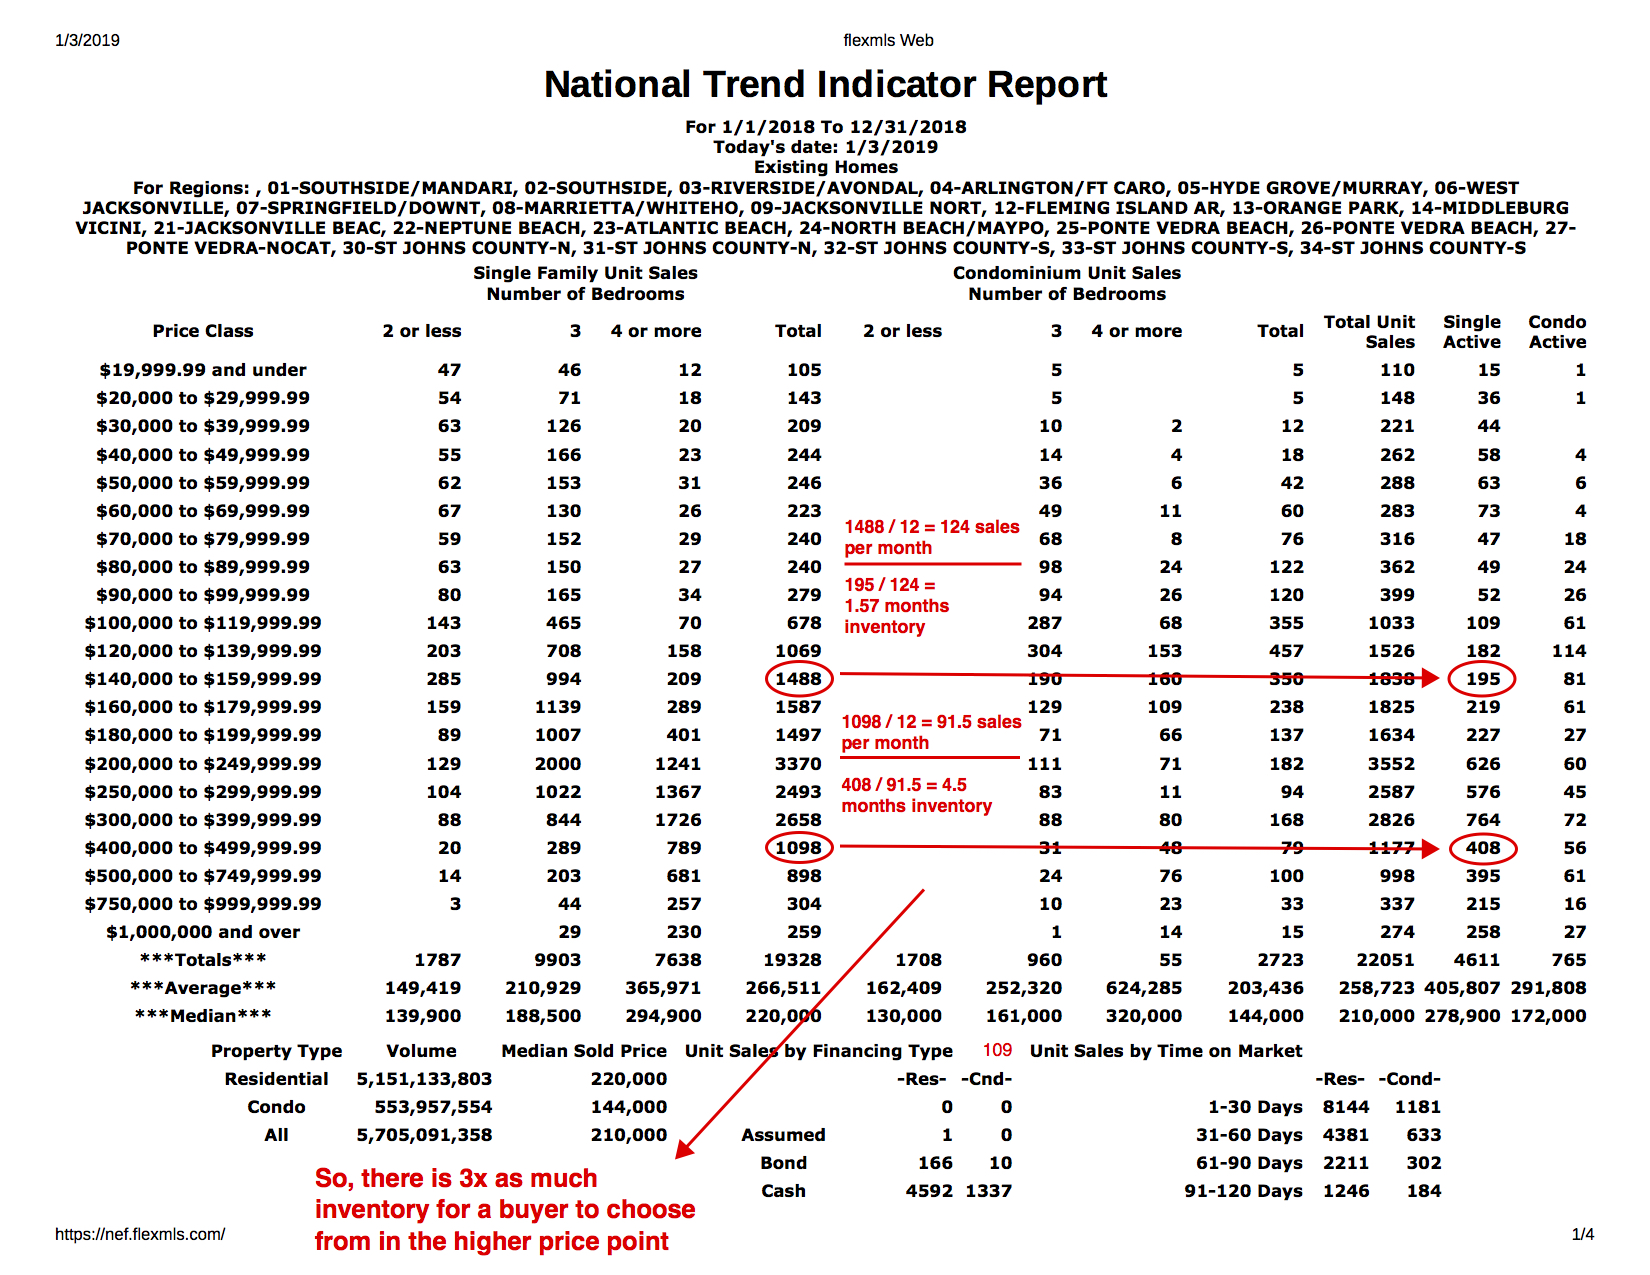 1/3/2019 flexmls Web
National Trend Indicator Report
For 1/1/2018 To 12/31/2018
Today's date: 1/3/2019
Existing Homes
For Regions: , 01-SOUTHSIDE/MANDARI, 02-SOUTHSIDE, 03-RIVERSIDE/AVONDAL, 04-ARLINGTON/FT CARO, 05-HYDE GROVE/MURRAY, 06-WEST
JACKSONVILLE, 07-SPRINGFIELD/DOWNT, 08-MARRIETTA/WHITEHO, 09-JACKSONVILLE NORT, 12-FLEMING ISLAND AR, 13-ORANGE PARK, 14-MIDDLEBURG
VICINI, 21-JACKSONVILLE BEAC, 22-NEPTUNE BEACH, 23-ATLANTIC BEACH, 24-NORTH BEACH/MAYPO, 25-PONTE VEDRA BEACH, 26-PONTE VEDRA BEACH, 27-
PONTE VEDRA-NOCAT, 30-ST JOHNS COUNTY-N, 31-ST JOHNS COUNTY-N, 32-ST JOHNS COUNTY-S, 33-ST JOHNS COUNTY-S, 34-ST JOHNS COUNTY-S
Single Family Unit Sales Condominium Unit Sales
Number of Bedrooms Number of Bedrooms
Price Class 2 or less 3 4 or more Total 2 or less 3 4 or more Total Total Unit Sales Single Active Condo Active
$19,999.99 and under 47 46 12 105 5 5 110 15 1
$20,000 to $29,999.99 54 71 18 143 5 5 148 36 1
$30,000 to $39,999.99 63 126 20 209 10 2 12 221 44
$40,000 to $49,999.99 55 166 23 244 14 4 18 262 58 4
$50,000 to $59,999.99 62 153 31 246 36 6 42 288 63 6
$60,000 to $69,999.99 67 130 26 223 49 11 60 283 73 4
$70,000 to $79,999.99 59 152 29 240 68 8 76 316 47 18
$80,000 to $89,999.99 63 150 27 240 98 24 122 362 49 24
$90,000 to $99,999.99 80 165 34 279 94 26 120 399 52 26
$100,000 to $119,999.99 143 465 70 678 287 68 355 1033 109 61
$120,000 to $139,999.99 203 708 158 1069 304 153 457 1526 182 114
$140,000 to $159,999.99 285 994 209 1488 190 160 350 1838 195 81
$160,000 to $179,999.99 159 1139 289 1587 129 109 238 1825 219 61
$180,000 to $199,999.99 89 1007 401 1497 71 66 137 1634 227 27
$200,000 to $249,999.99 129 2000 1241 3370 111 71 182 3552 626 60
$250,000 to $299,999.99 104 1022 1367 2493 83 11 94 2587 576 45
$300,000 to $399,999.99 88 844 1726 2658 88 80 168 2826 764 72
$400,000 to $499,999.99 20 289 789 1098 31 48 79 1177 408 56
$500,000 to $749,999.99 14 203 681 898 24 76 100 998 395 61
$750,000 to $999,999.99 3 44 257 304 10 23 33 337 215 16
$1,000,000 and over 29 230 259 1 14 15 274 258 27
***Totals*** 1787 9903 7638 19328 1708 960 55 2723 22051 4611 765
***Average*** 149,419 210,929 365,971 266,511 162,409 252,320 624,285 203,436 258,723 405,807 291,808
***Median*** 139,900 188,500 294,900 220,000 130,000 161,000 320,000 144,000 210,000 278,900 172,000
1488 / 12 = 124 sales
per month
195 / 124 =
1.57 months
inventory
1098 / 12 = 91.5 sales
per month
408 / 91.5 = 4.5
months inventory
Property Type Volume Median Sold Price Unit Sales by Financing Type 109 Unit Sales by Time on Market
Residential 5,151,133,803 220,000 -Res- -Cnd- -Res- -Cond-
Condo 553,957,554 144,000 0 0 1-30 Days 8144 1181
All 5,705,091,358 210,000 Assumed 1 0 31-60 Days 4381 633
Bond 166 10 61-90 Days 2211 302
Cash 4592 1337 91-120 Days 1246 184
So, there is 3x as much
inventory for a buyer to choose
from in the higher price point
https://nef.flexmls.com/ 1/4